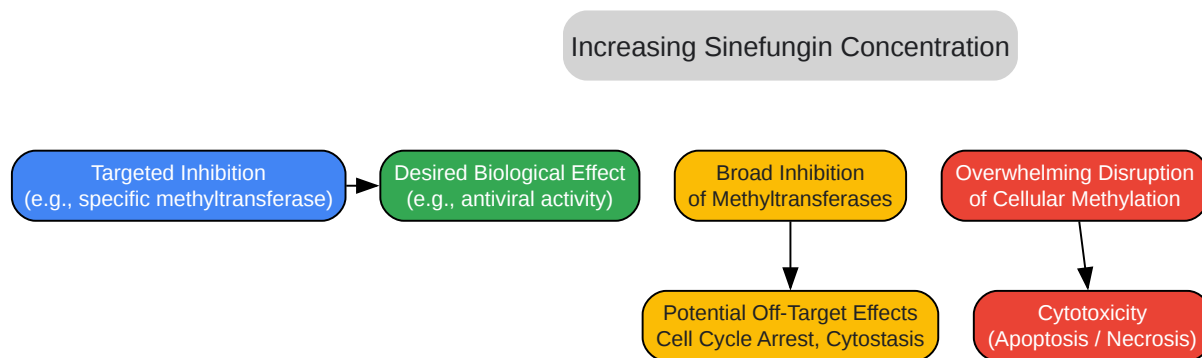 Increasing Sinefungin Concentration
Targeted Inhibition
(e.g., specific methyltransferase)
Desired Biological Effect
(e.g., antiviral activity)
Broad Inhibition
of Methyltransferases
Overwhelming Disruption
of Cellular Methylation
Potential Off-Target Effects
Cell Cycle Arrest, Cytostasis
Cytotoxicity
(Apoptosis / Necrosis)